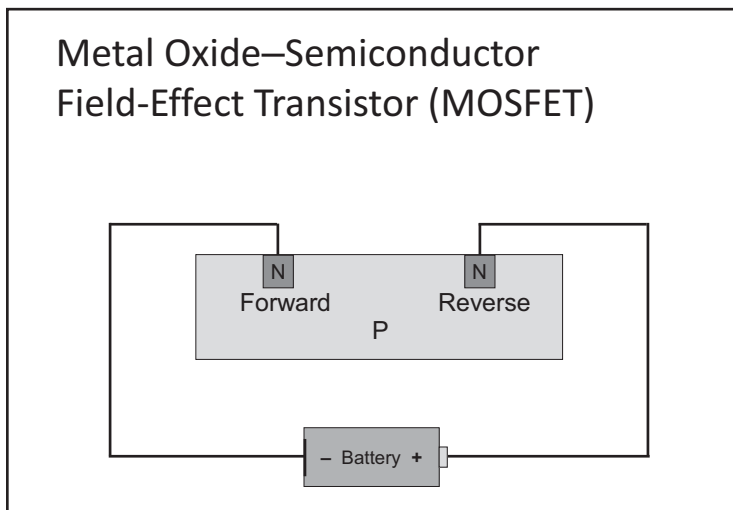 Metal Oxide–Semiconductor
Field-Effect Transistor (MOSFET)
N
N
Forward
Reverse
P
– Battery +